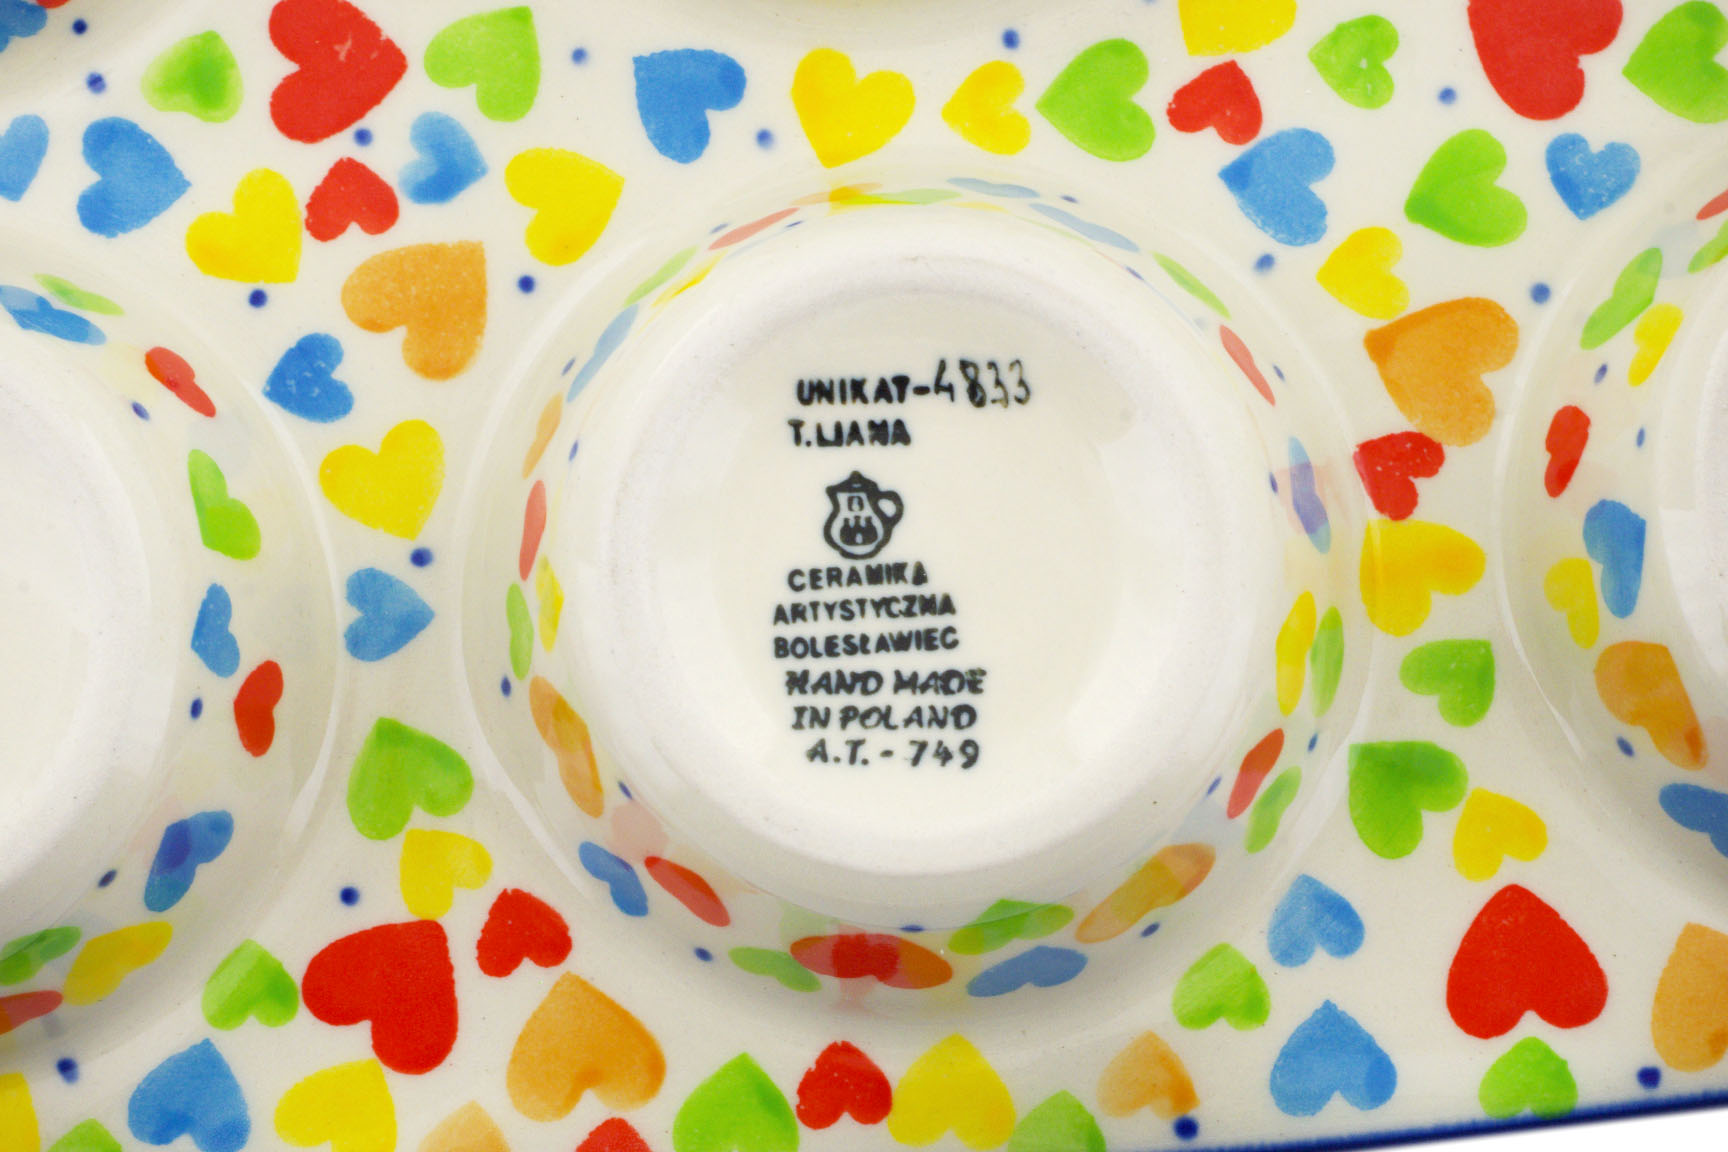 UNIKAT-4833
T.LIANA
CERAMIKA
ARTYSTYCZNA
BOLESŁAWIEC
HAND MADE
IN POLAND
A.T. - 749